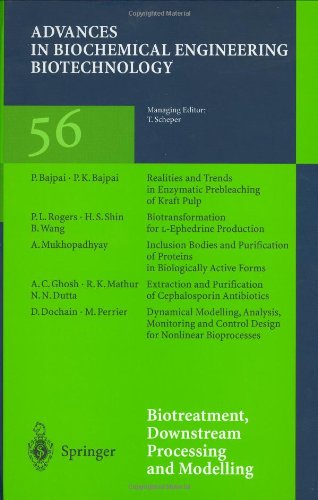 ADVANCES
IN BIOCHEMICAL ENGINEERING
BIOTECHNOLOGY
56
Managing Editor:
T. Scheper
P. Bajpai · P. K. Bajpai
Realities and Trends
in Enzymatic Prebleaching
of Kraft Pulp
P. L. Rogers · H. S. Shin
B. Wang
Biotransformation
for L-Ephedrine Production
A. Mukhopadhyay
Inclusion Bodies and Purification
of Proteins
in Biologically Active Forms
A. C. Ghosh · R. K. Mathur
N. N. Dutta
Extraction and Purification
of Cephalosporin Antibiotics
D. Dochain · M. Perrier
Dynamical Modelling, Analysis,
Monitoring and Control Design
for Nonlinear Bioprocesses
Biotreatment,
Downstream
Processing
and Modelling
Springer